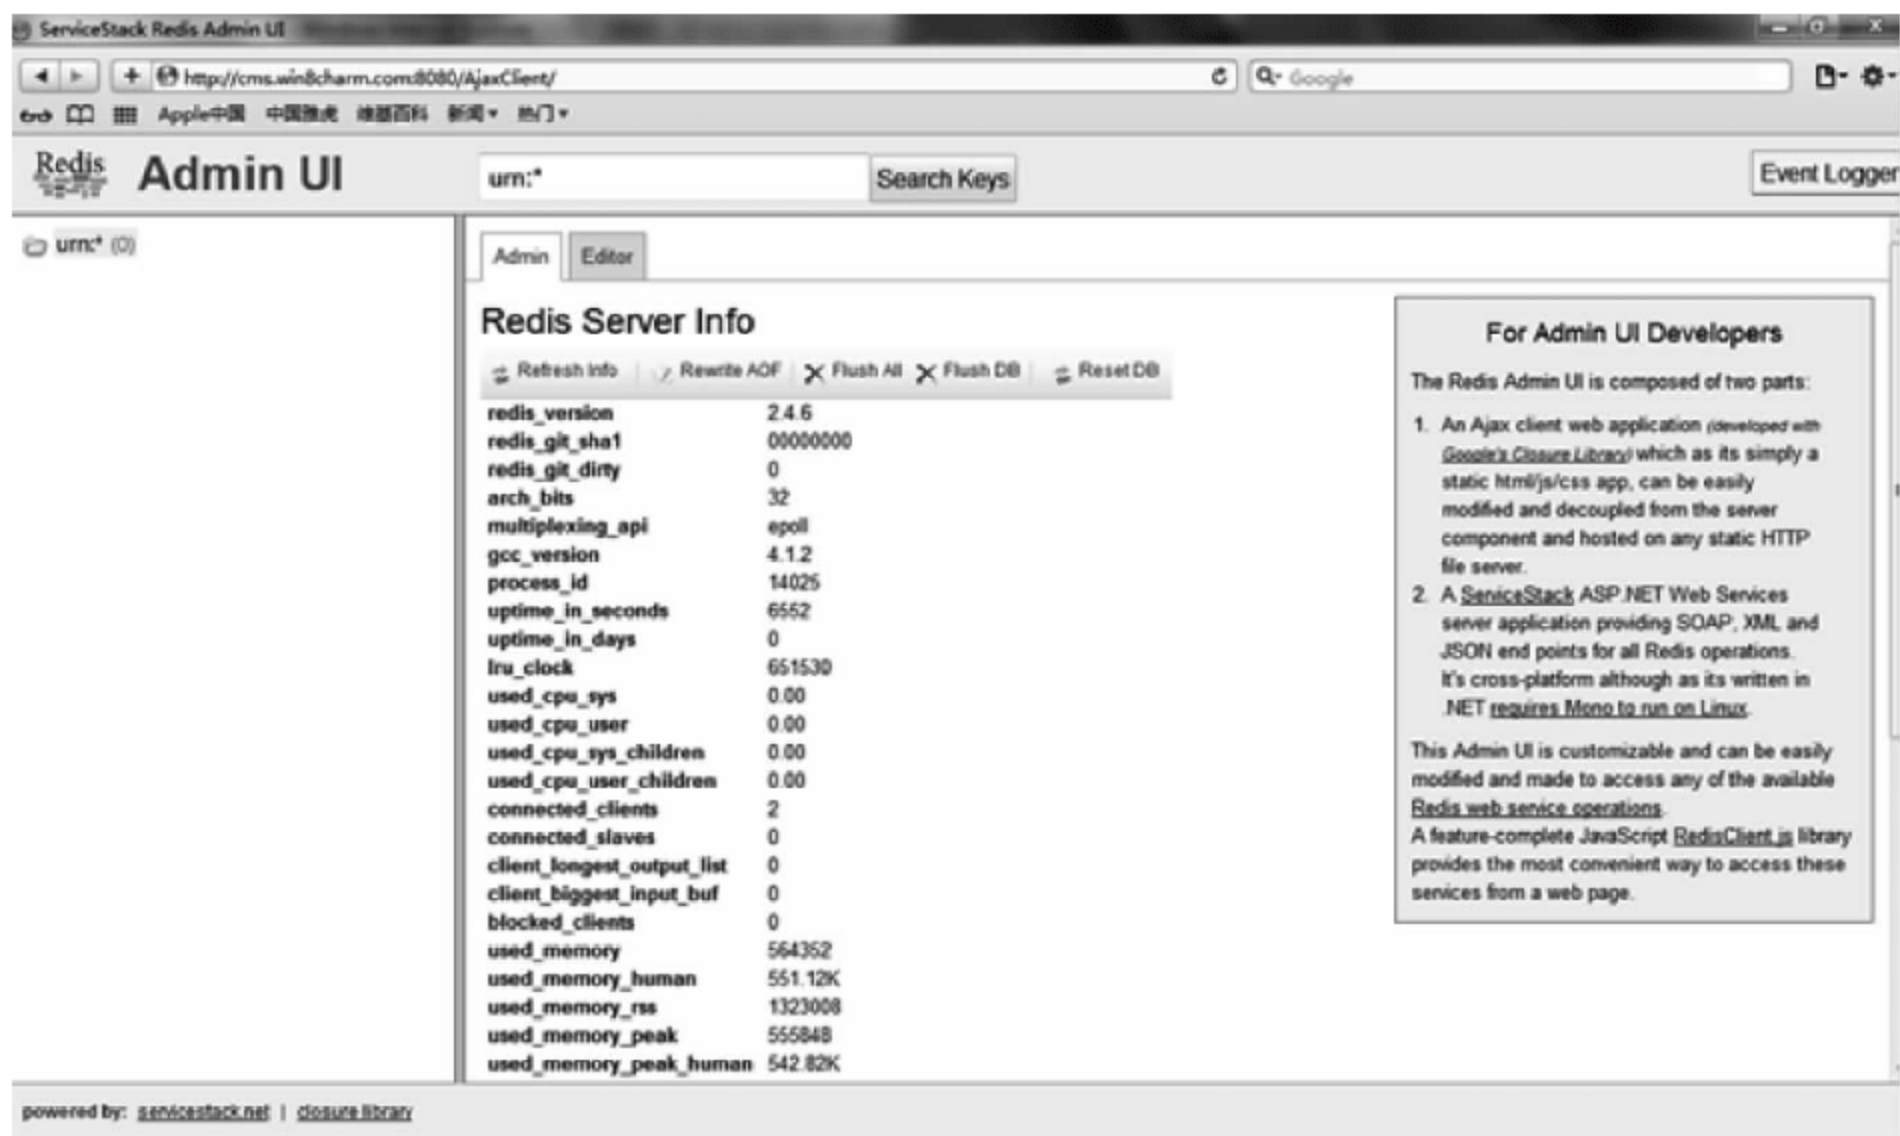 ServiceStack Redis Admin UI
http://cms.win8charm.com:8080/AjaxClient/
Google
Apple中国 中国雅虎 维基百科 新闻 热门
Redis
Admin UI
urn:*
Search Keys
Event Logger
urn:* (0)
Admin
Editor
Redis Server Info
Refresh Info
Rewrite AOF
Flush All
Flush DB
Reset DB
redis_version 2.4.6
redis_git_sha1 00000000
redis_git_dirty 0
arch_bits 32
multiplexing_api epoll
gcc_version 4.1.2
process_id 14025
uptime_in_seconds 6552
uptime_in_days 0
lru_clock 651530
used_cpu_sys 0.00
used_cpu_user 0.00
used_cpu_sys_children 0.00
used_cpu_user_children 0.00
connected_clients 2
connected_slaves 0
client_longest_output_list 0
client_biggest_input_buf 0
blocked_clients 0
used_memory 564352
used_memory_human 551.12K
used_memory_rss 1323008
used_memory_peak 555848
used_memory_peak_human 542.82K
For Admin UI Developers
The Redis Admin UI is composed of two parts:
1. An Ajax client web application (developed with
Google's Closure Library) which as its simply a
static html/js/css app, can be easily
modified and decoupled from the server
component and hosted on any static HTTP
file server.
2. A ServiceStack ASP.NET Web Services
server application providing SOAP, XML and
JSON end points for all Redis operations.
It's cross-platform although as its written in
.NET requires Mono to run on Linux.
This Admin UI is customizable and can be easily
modified and made to access any of the available
Redis web service operations.
A feature-complete JavaScript RedisClient.js library
provides the most convenient way to access these
services from a web page.
powered by: servicestack.net | closure library